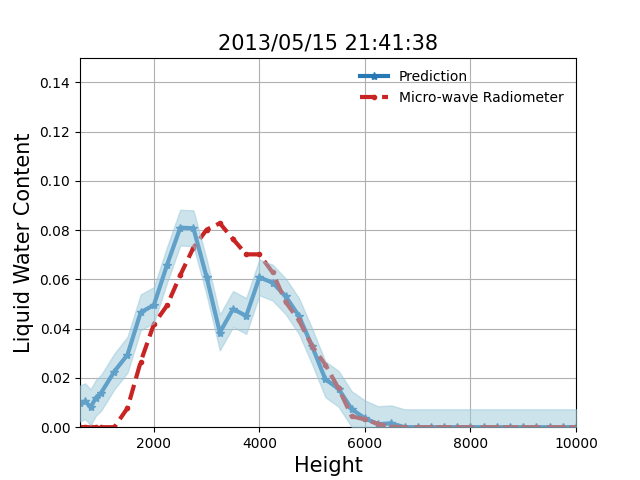 2013/05/15 21:41:38
Prediction
Micro-wave Radiometer
Liquid Water Content
0.14
0.12
0.10
0.08
0.06
0.04
0.02
0.00
2000 4000 6000 8000 10000
Height